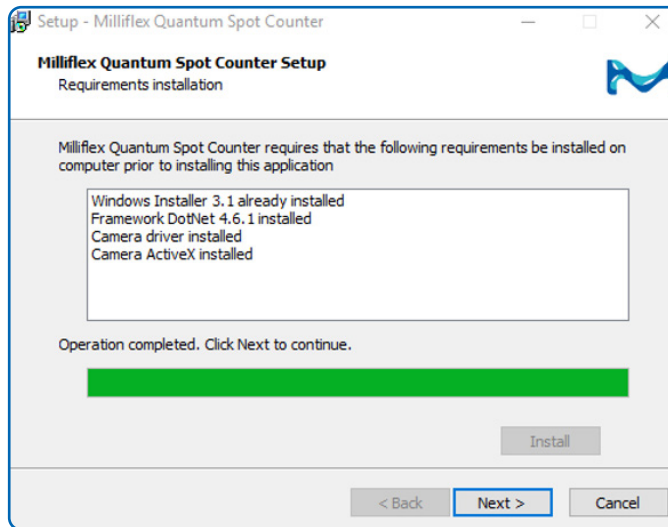 Setup - Milliflex Quantum Spot Counter
Milliflex Quantum Spot Counter Setup
Requirements installation
Milliflex Quantum Spot Counter requires that the following requirements be installed on
computer prior to installing this application
Windows Installer 3.1 already installed
Framework DotNet 4.6.1 installed
Camera driver installed
Camera ActiveX installed
Operation completed. Click Next to continue.
Install
< Back
Next >
Cancel